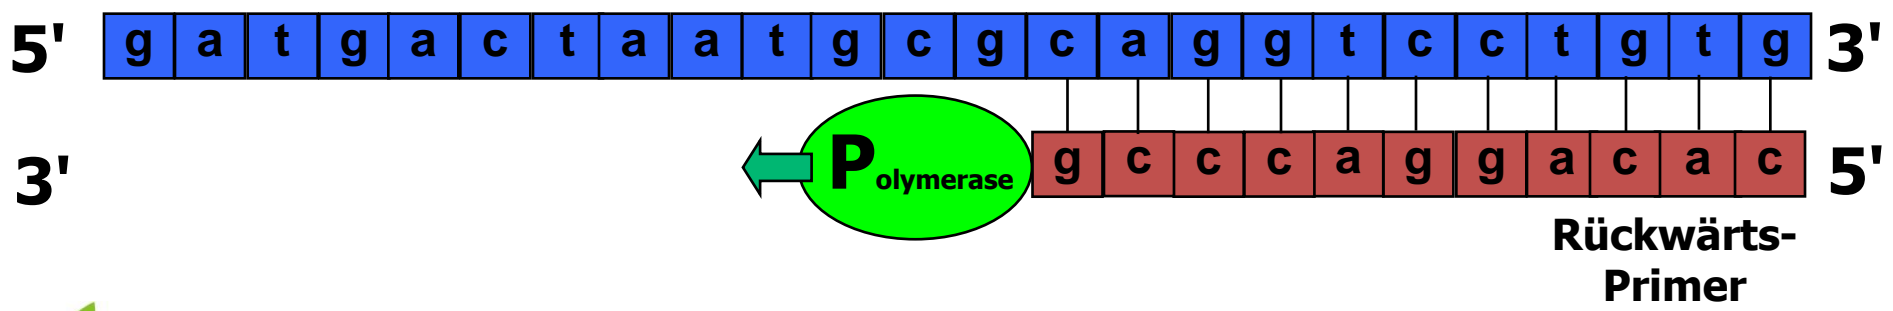 5' g a t g a c t a a t g c g c a g g t c c t g t g 3'
3' Polymerase g c c c a g g a c a c 5'
Rückwärts-
Primer